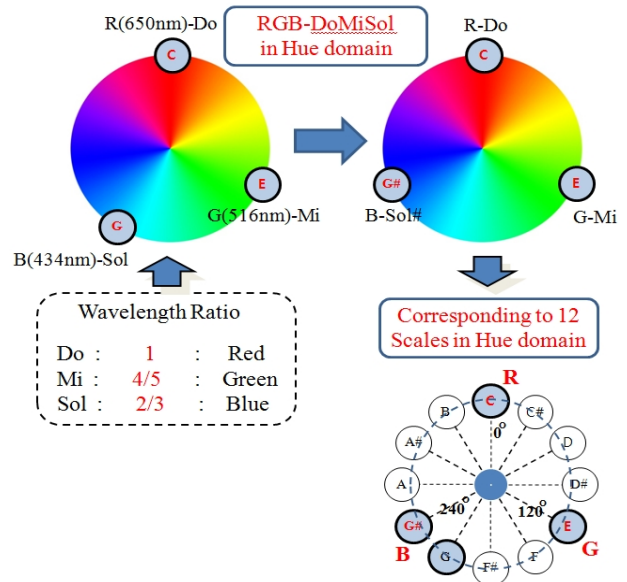 R(650nm)-Do
C
E
G(516nm)-Mi
G
B(434nm)-Sol
RGB-DoMiSol
in Hue domain
R-Do
C
G#
B-Sol#
E
G-Mi
Wavelength Ratio
Do : 1 : Red
Mi : 4/5 : Green
Sol : 2/3 : Blue
Corresponding to 12
Scales in Hue domain
R
C
B
C#
0°
A#
D
A
D#
240°
120°
G#
E
B
G
G
F
F#